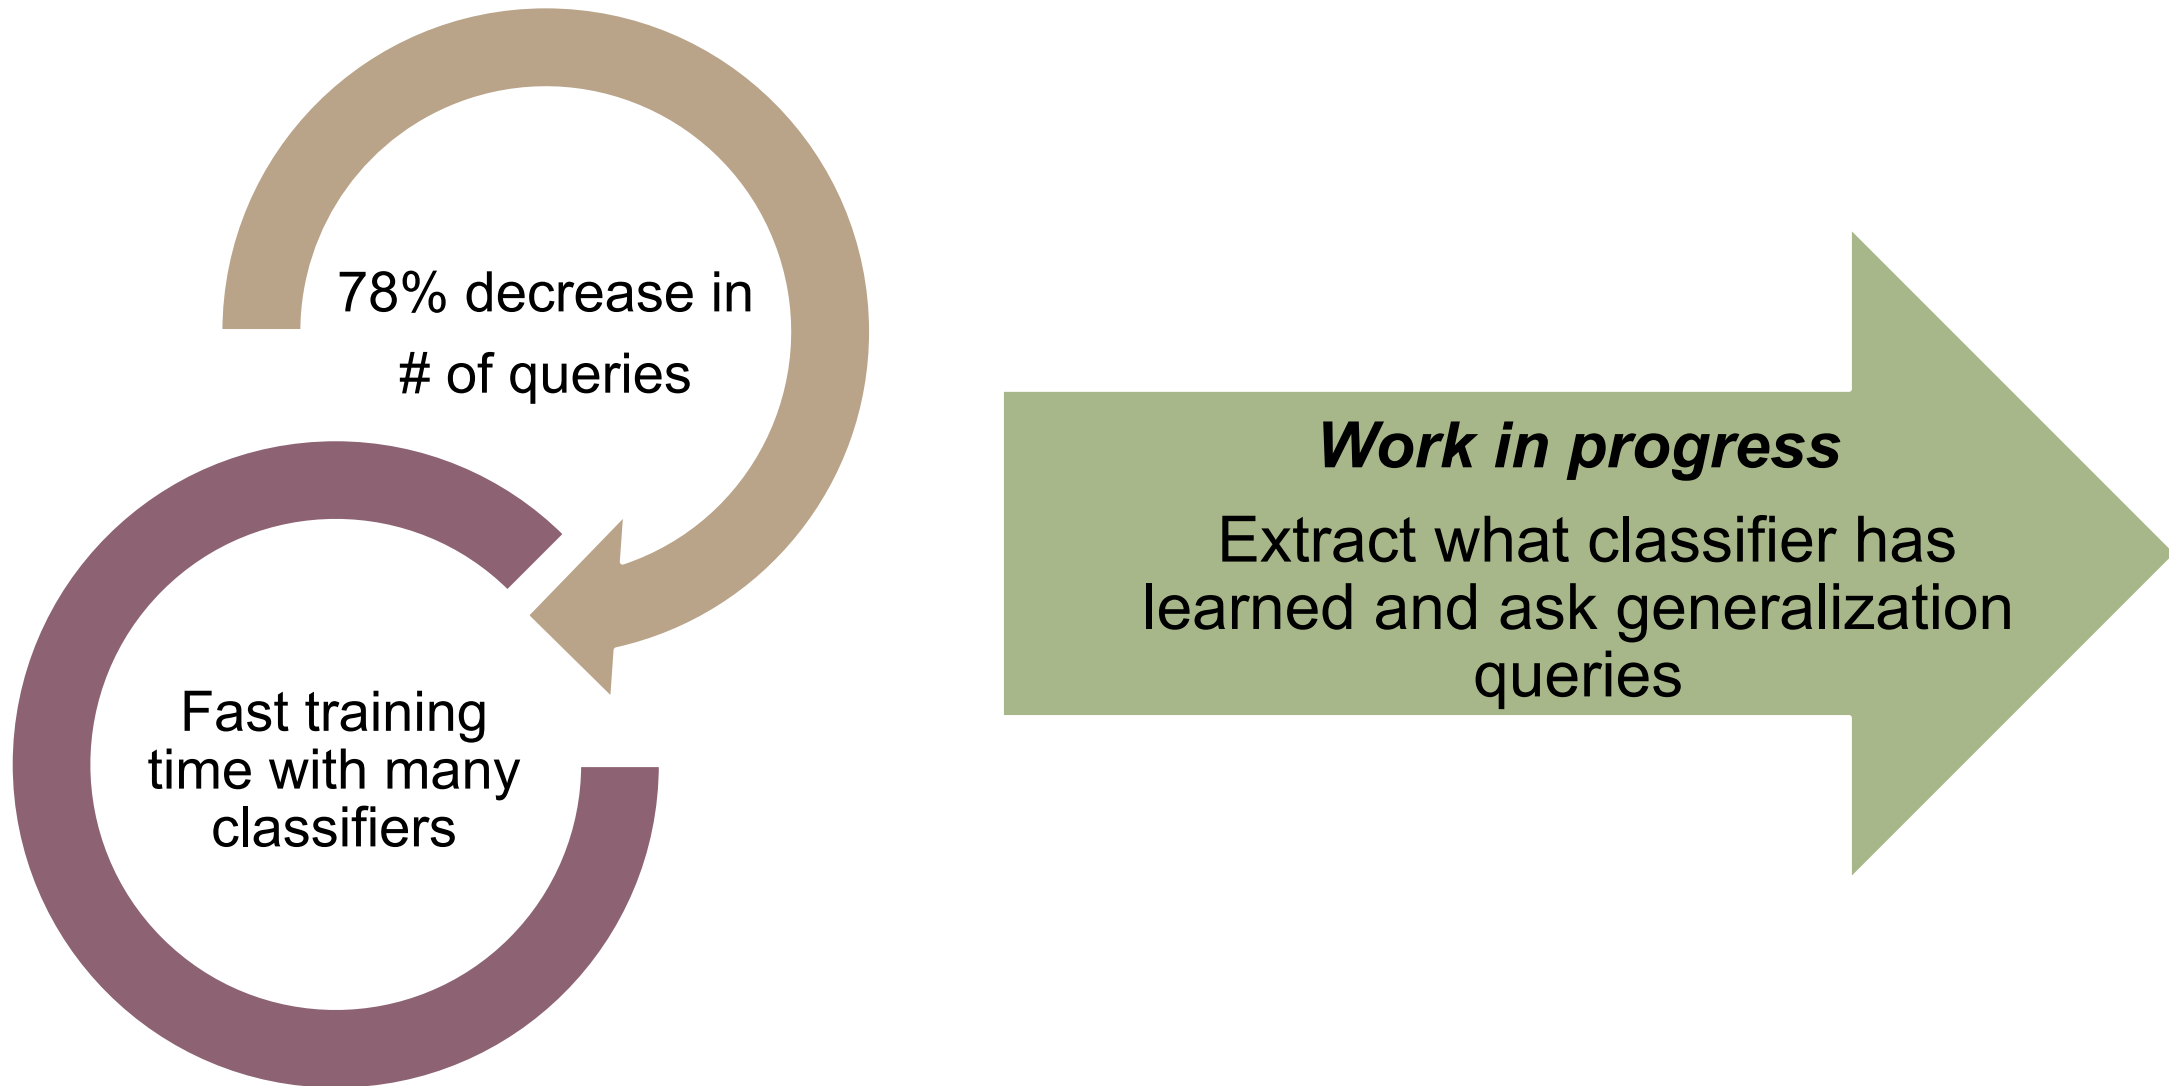 78% decrease in
# of queries
Fast training
time with many
classifiers
Work in progress
Extract what classifier has
learned and ask generalization
queries